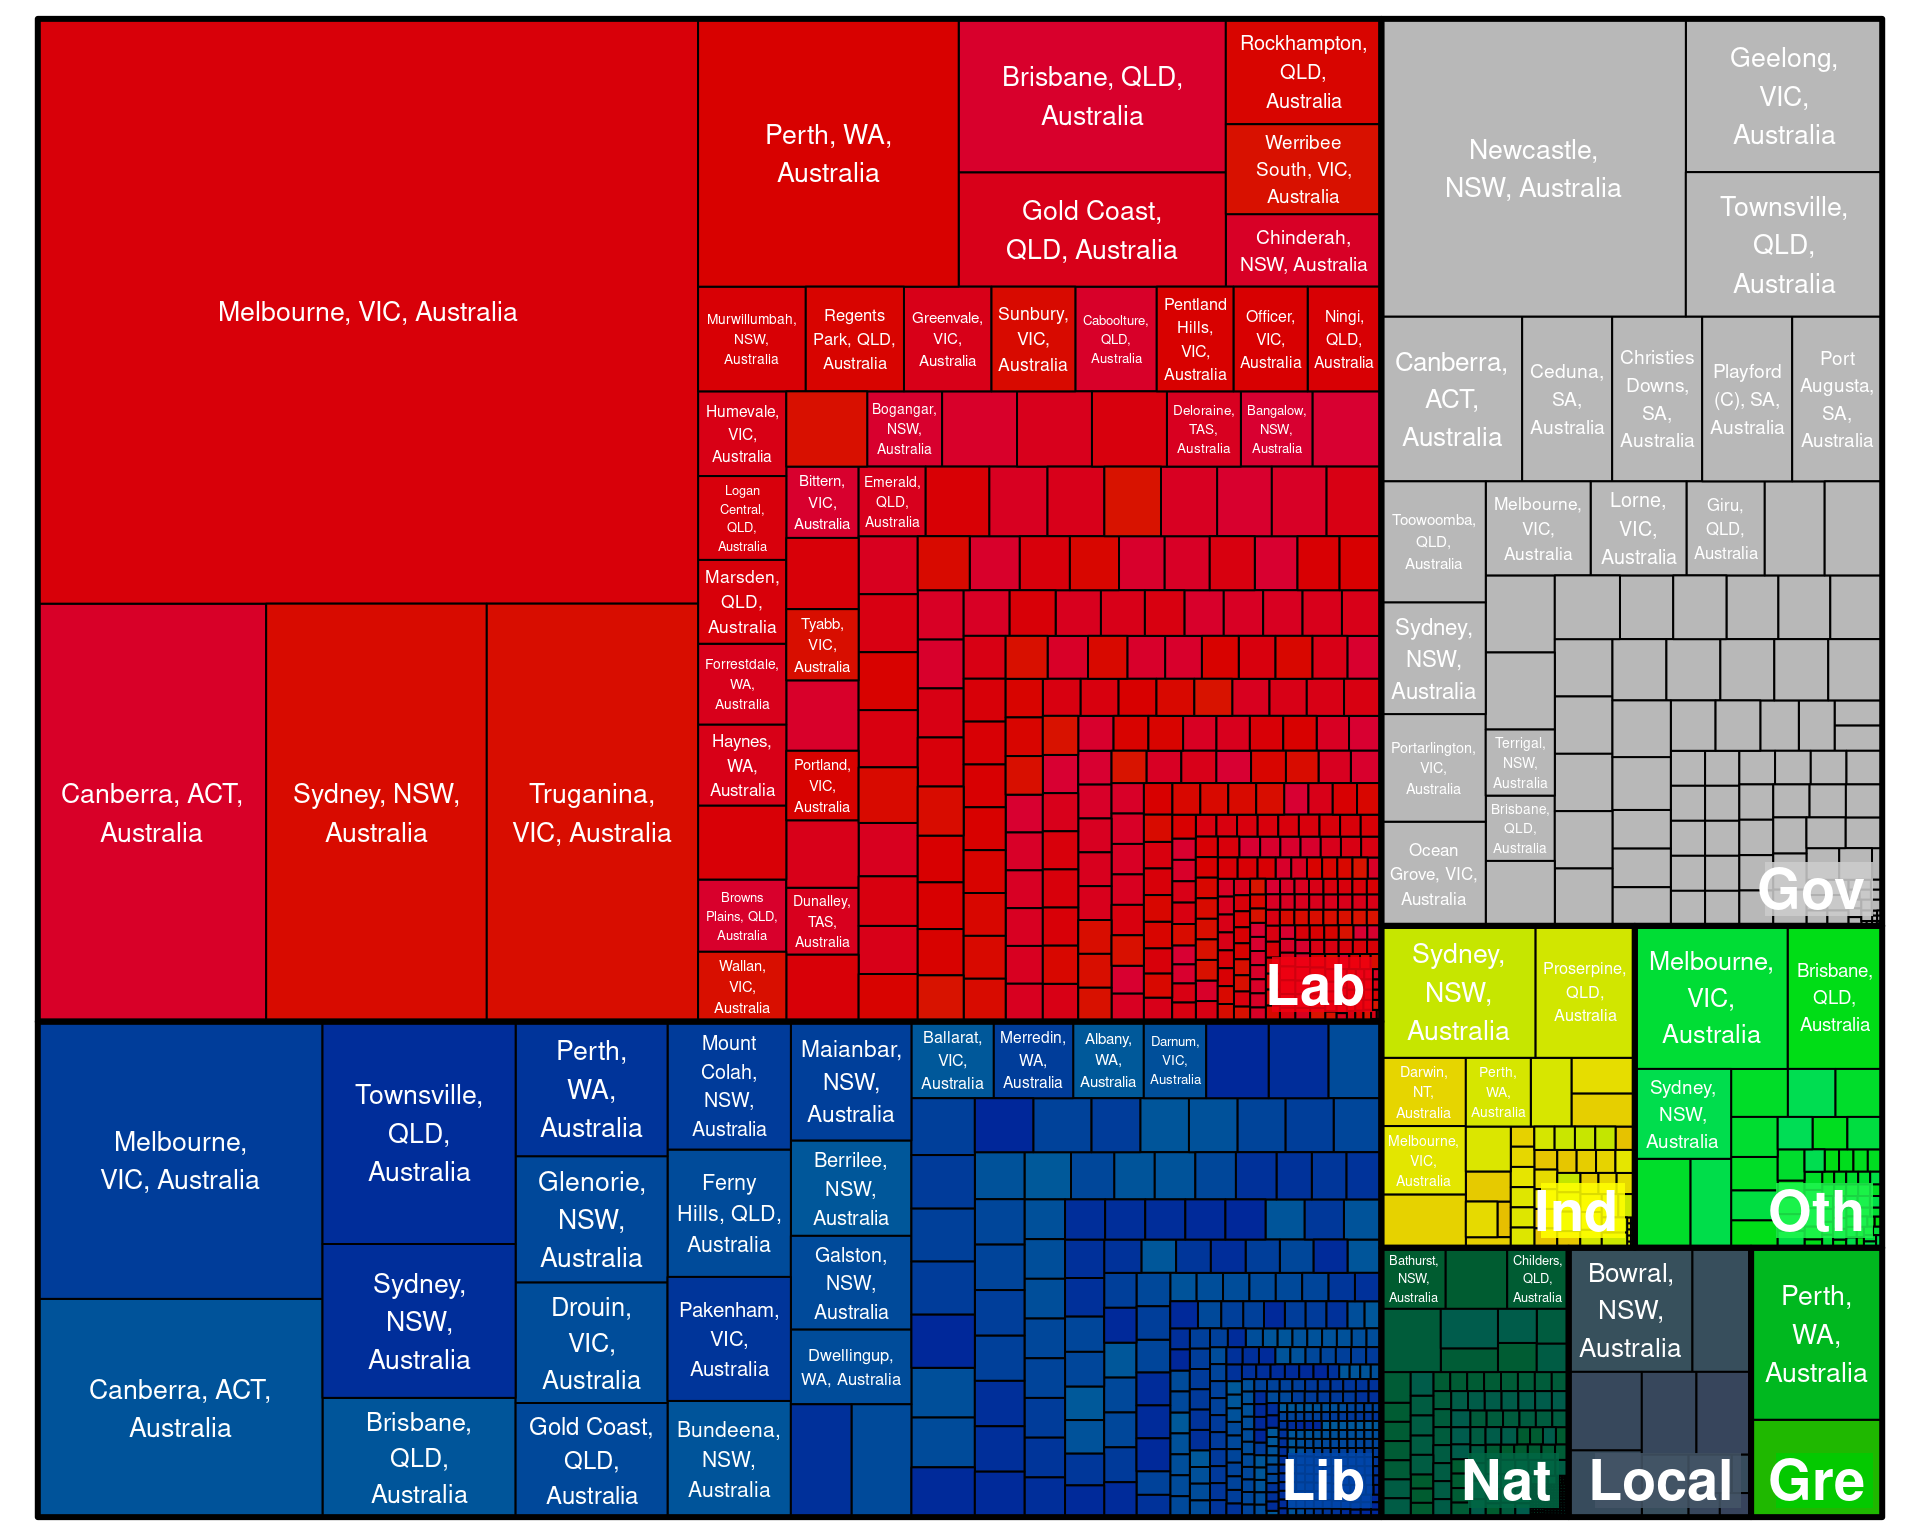 Melbourne, VIC, Australia
Canberra, ACT,
Australia
Sydney, NSW,
Australia
Truganina,
VIC, Australia
Perth, WA,
Australia
Brisbane, QLD,
Australia
Gold Coast,
QLD, Australia
Rockhampton,
QLD,
Australia
Werribee
South, VIC,
Australia
Chinderah,
NSW, Australia
Murwillumbah,
NSW,
Australia
Regents
Park, QLD,
Australia
Greenvale,
VIC,
Australia
Sunbury,
VIC,
Australia
Caboolture,
QLD,
Australia
Pentland
Hills,
VIC,
Australia
Officer,
VIC,
Australia
Ningi,
QLD,
Australia
Humevale,
VIC,
Australia
Bogangar,
NSW,
Australia
Deloraine,
TAS,
Australia
Bangalow,
NSW,
Australia
Logan
Central,
QLD,
Australia
Bittern,
VIC,
Australia
Emerald,
QLD,
Australia
Marsden,
QLD,
Australia
Tyabb,
VIC,
Australia
Forrestdale,
WA,
Australia
Haynes,
WA,
Australia
Portland,
VIC,
Australia
Browns
Plains, QLD,
Australia
Dunalley,
TAS,
Australia
Wallan,
VIC,
Australia
Lab
Newcastle,
NSW, Australia
Geelong,
VIC,
Australia
Townsville,
QLD,
Australia
Canberra,
ACT,
Australia
Ceduna,
SA,
Australia
Christies
Downs,
SA,
Australia
Playford
(C), SA,
Australia
Port
Augusta,
SA,
Australia
Toowoomba,
QLD,
Australia
Melbourne,
VIC,
Australia
Lorne,
VIC,
Australia
Giru,
QLD,
Australia
Sydney,
NSW,
Australia
Portarlington,
VIC,
Australia
Terrigal,
NSW,
Australia
Brisbane,
QLD,
Australia
Ocean
Grove, VIC,
Australia
Gov
Sydney,
NSW,
Australia
Proserpine,
QLD,
Australia
Darwin,
NT,
Australia
Perth,
WA,
Australia
Melbourne,
VIC,
Australia
Ind
Melbourne,
VIC,
Australia
Brisbane,
QLD,
Australia
Sydney,
NSW,
Australia
Oth
Melbourne,
VIC, Australia
Canberra, ACT,
Australia
Townsville,
QLD,
Australia
Sydney,
NSW,
Australia
Brisbane,
QLD,
Australia
Perth,
WA,
Australia
Glenorie,
NSW,
Australia
Drouin,
VIC,
Australia
Gold Coast,
QLD,
Australia
Mount
Colah,
NSW,
Australia
Ferny
Hills, QLD,
Australia
Pakenham,
VIC,
Australia
Bundeena,
NSW,
Australia
Maianbar,
NSW,
Australia
Berrilee,
NSW,
Australia
Galston,
NSW,
Australia
Dwellingup,
WA, Australia
Ballarat,
VIC,
Australia
Merredin,
WA,
Australia
Albany,
WA,
Australia
Darnum,
VIC,
Australia
Lib
Bathurst,
NSW,
Australia
Childers,
QLD,
Australia
Nat
Bowral,
NSW,
Australia
Local
Perth,
WA,
Australia
Gre